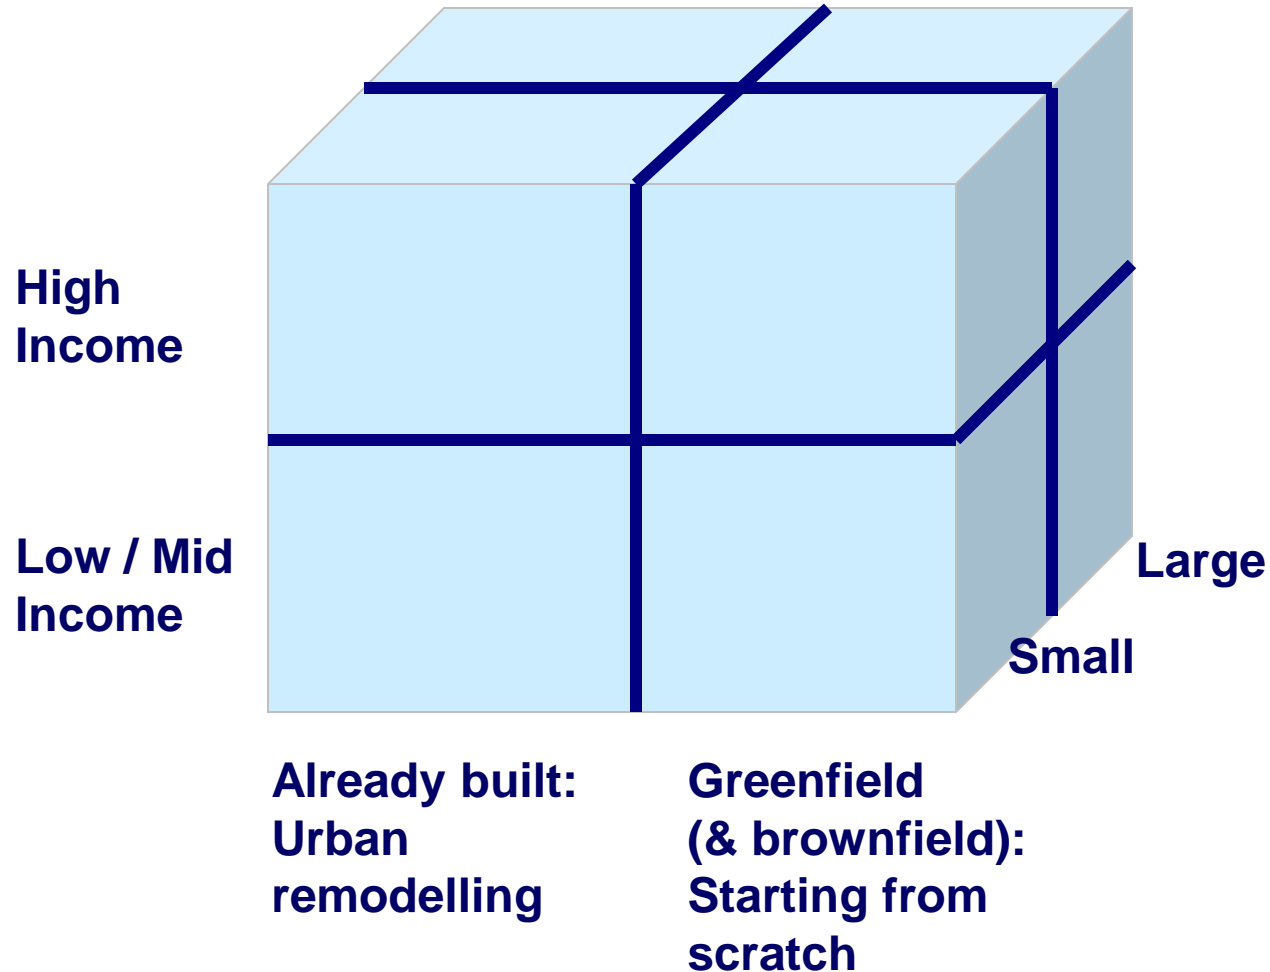 High
Income
Low / Mid
Income
Large
Small
Already built:
Urban
remodelling
Greenfield
(& brownfield):
Starting from
scratch